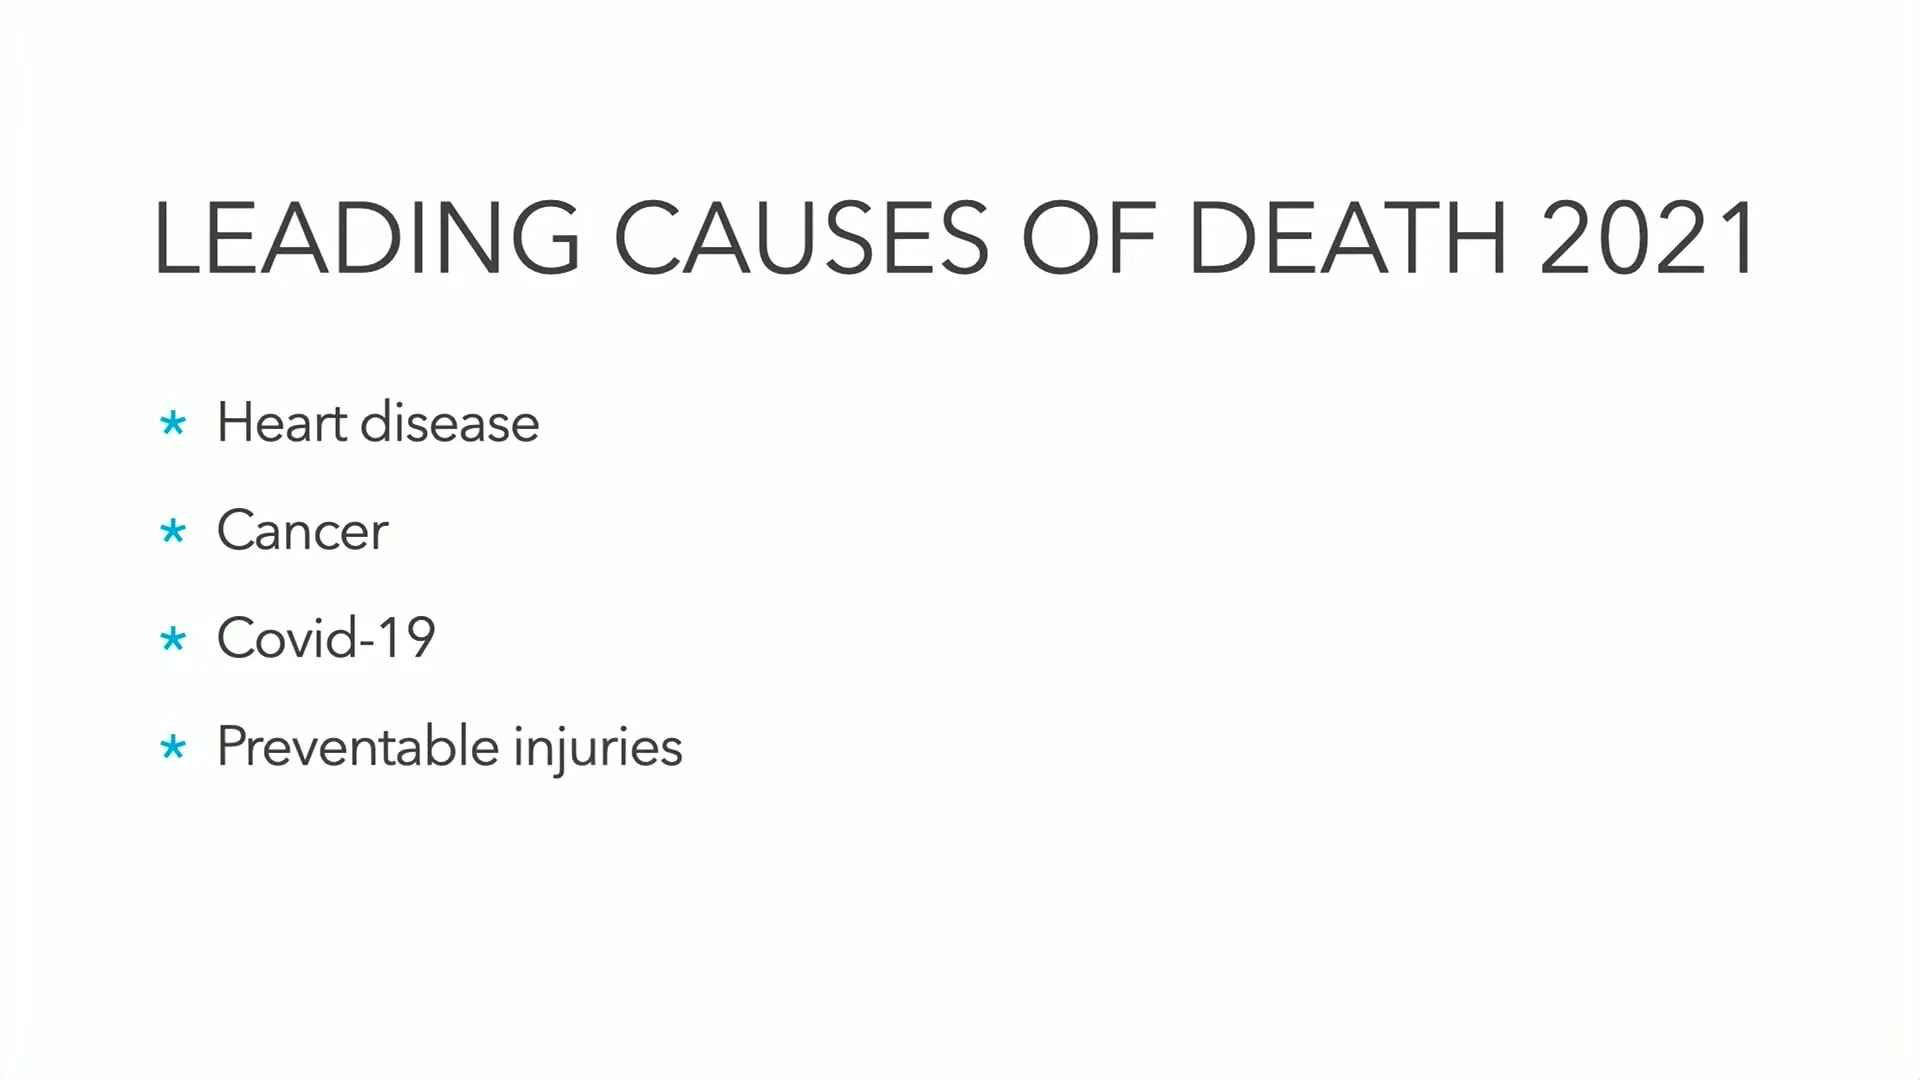 LEADING CAUSES OF DEATH 2021
* Heart disease
* Cancer
* Covid-19
* Preventable injuries